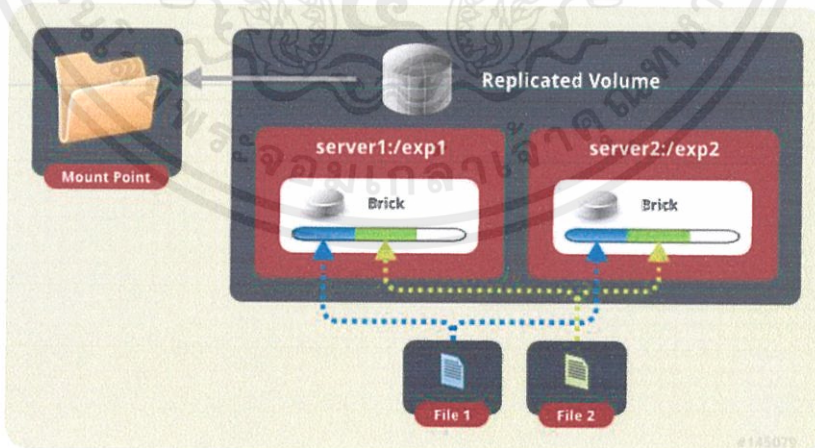 Replicated Volume
Mount Point
server1:/exp1
server2:/exp2
Brick
Brick
File 1
File 2
#145079